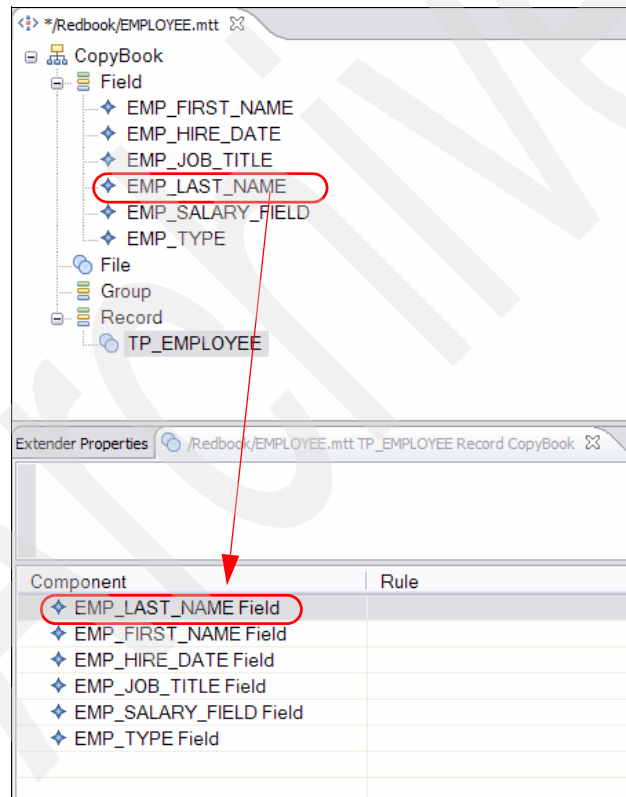 */Redbook/EMPLOYEE.mtt
CopyBook
Field
EMP_FIRST_NAME
EMP_HIRE_DATE
EMP_JOB_TITLE
EMP_LAST_NAME
EMP_SALARY_FIELD
EMP_TYPE
File
Group
Record
TP_EMPLOYEE
Extender Properties /Redbook/EMPLOYEE.mtt TP_EMPLOYEE Record CopyBook
Component Rule
EMP_LAST_NAME Field
EMP_FIRST_NAME Field
EMP_HIRE_DATE Field
EMP_JOB_TITLE Field
EMP_SALARY_FIELD Field
EMP_TYPE Field